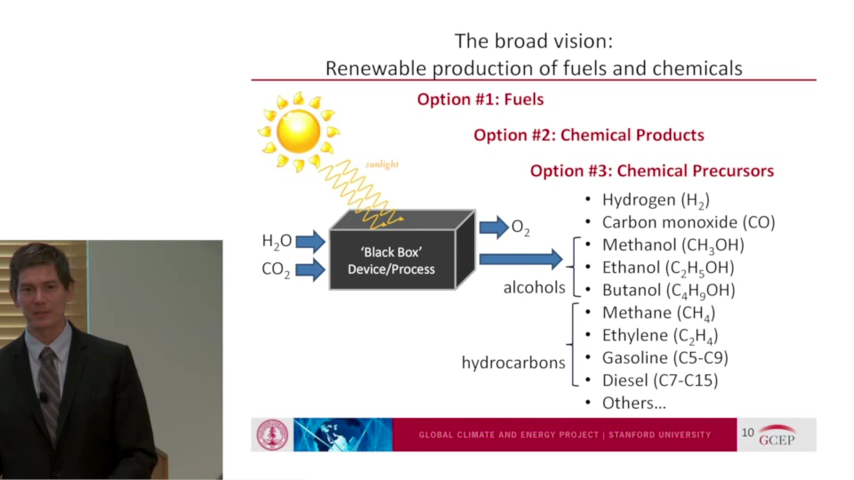 The broad vision:
Renewable production of fuels and chemicals
Option #1: Fuels
Option #2: Chemical Products
Option #3: Chemical Precursors
sunlight
H₂O
CO₂
'Black Box'
Device/Process
O₂
alcohols
hydrocarbons
• Hydrogen (H₂)
• Carbon monoxide (CO)
• Methanol (CH₃OH)
• Ethanol (C₂H₅OH)
• Butanol (C₄H₉OH)
• Methane (CH₄)
• Ethylene (C₂H₄)
• Gasoline (C5-C9)
• Diesel (C7-C15)
• Others...
GLOBAL CLIMATE AND ENERGY PROJECT | STANFORD UNIVERSITY
10
GCEP